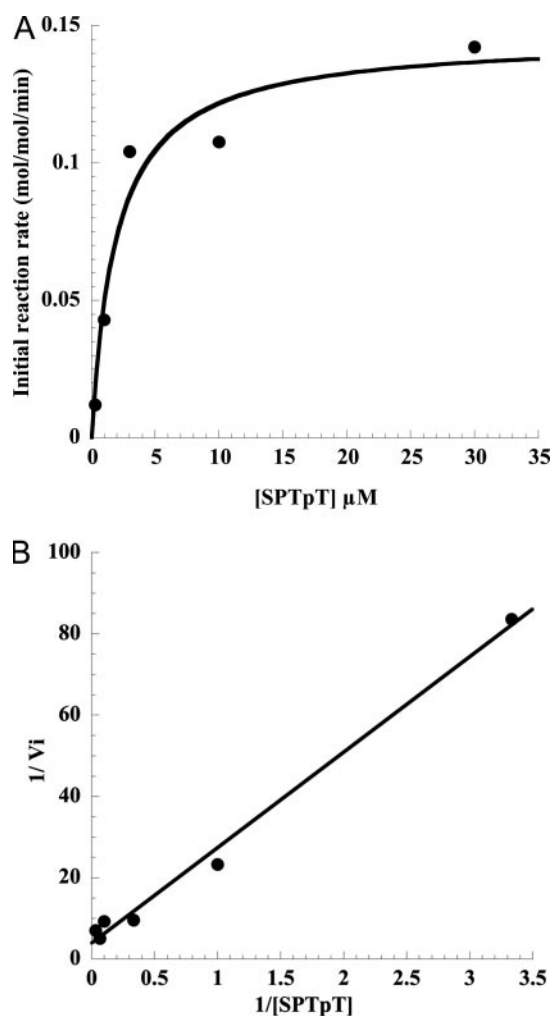 A
0.15
0.1
0.05
0
Initial reaction rate (mol/mol/min)
0 5 10 15 20 25 30 35
[SPTpT] µM
B
100
80
60
40
20
0
1/ Vi
0 0.5 1 1.5 2 2.5 3 3.5
1/[SPTpT]